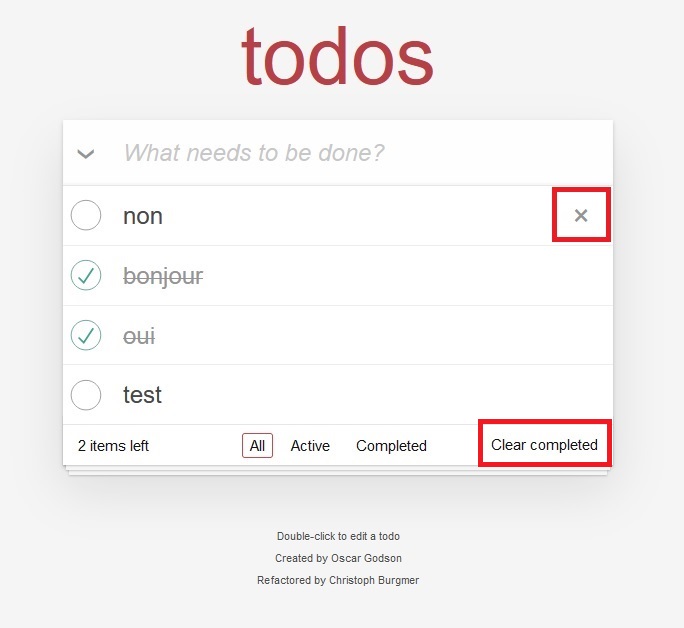 todos
What needs to be done?
non
bonjour
oui
test
2 items left All Active Completed Clear completed
Double-click to edit a todo
Created by Oscar Godson
Refactored by Christoph Burgmer